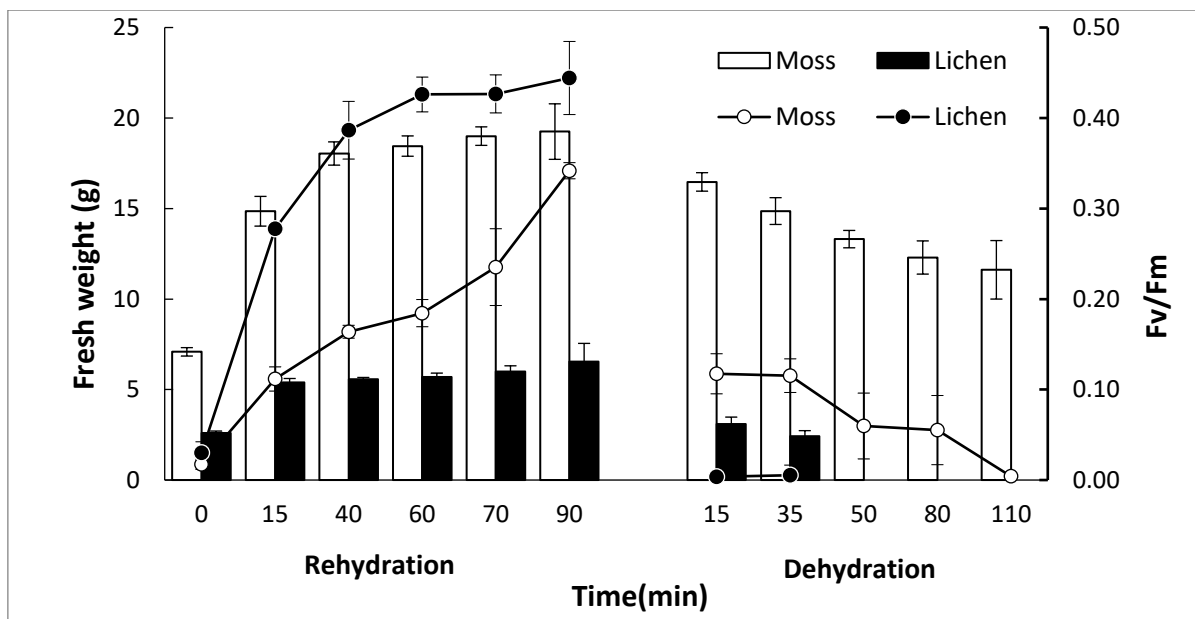 25
20
15
10
5
0
Fresh weight (g)
Moss Lichen
Moss Lichen
0.50
0.40
0.30
0.20
0.10
0.00
Fv/Fm
0 15 40 60 70 90 15 35 50 80 110
Rehydration Dehydration
Time(min)